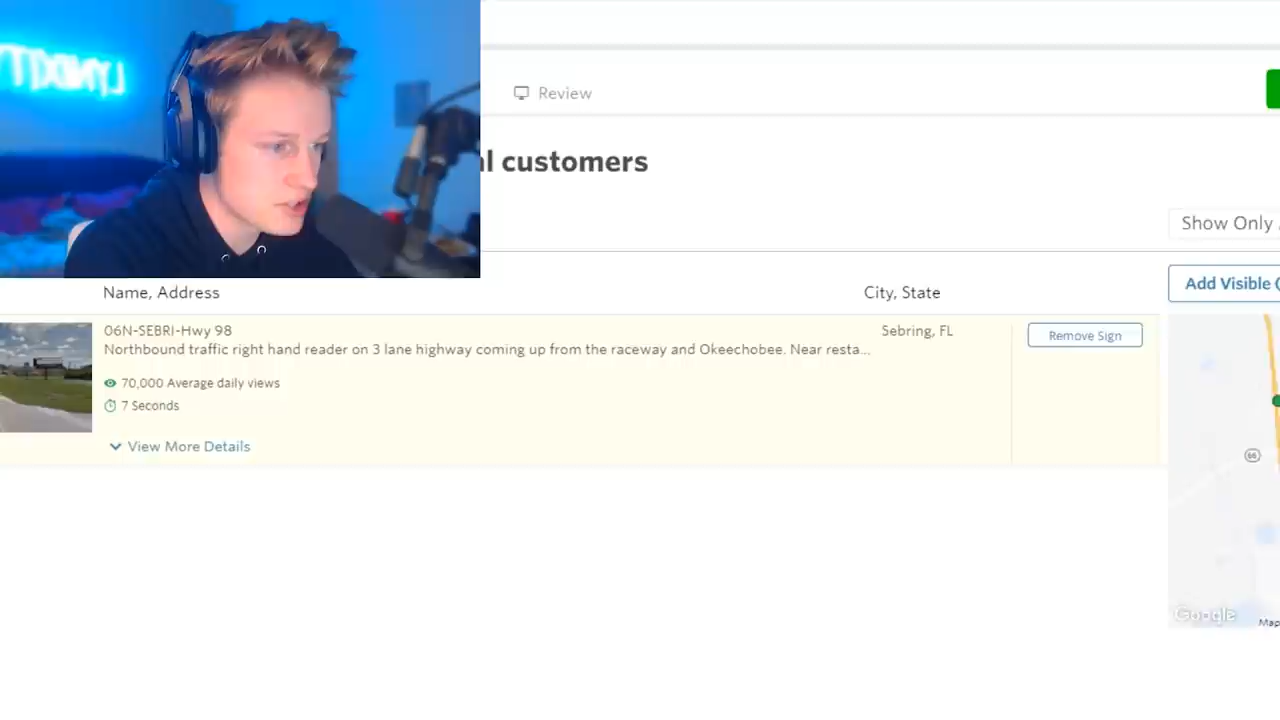 LYNIXITY
Review
l customers
Show Only
Name, Address
City, State
Add Visible
06N-SEBRI-Hwy 98
Sebring, FL
Remove Sign
Northbound traffic right hand reader on 3 lane highway coming up from the raceway and Okeechobee. Near resta...
70,000 Average daily views
7 Seconds
View More Details
66
Google
Map